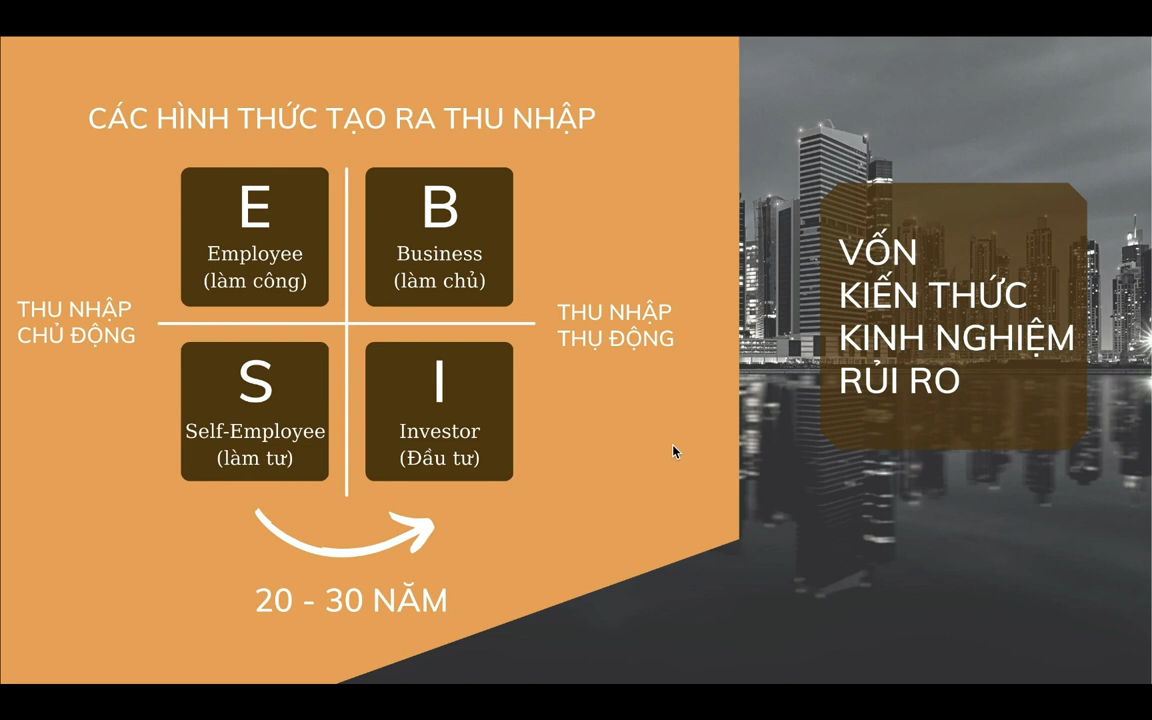 CÁC HÌNH THỨC TẠO RA THU NHẬP
E
Employee
(làm công)
B
Business
(làm chủ)
THU NHẬP
CHỦ ĐỘNG
THU NHẬP
THỤ ĐỘNG
S
Self-Employee
(làm tư)
I
Investor
(Đầu tư)
20 - 30 NĂM
VỐN
KIẾN THỨC
KINH NGHIỆM
RỦI RO